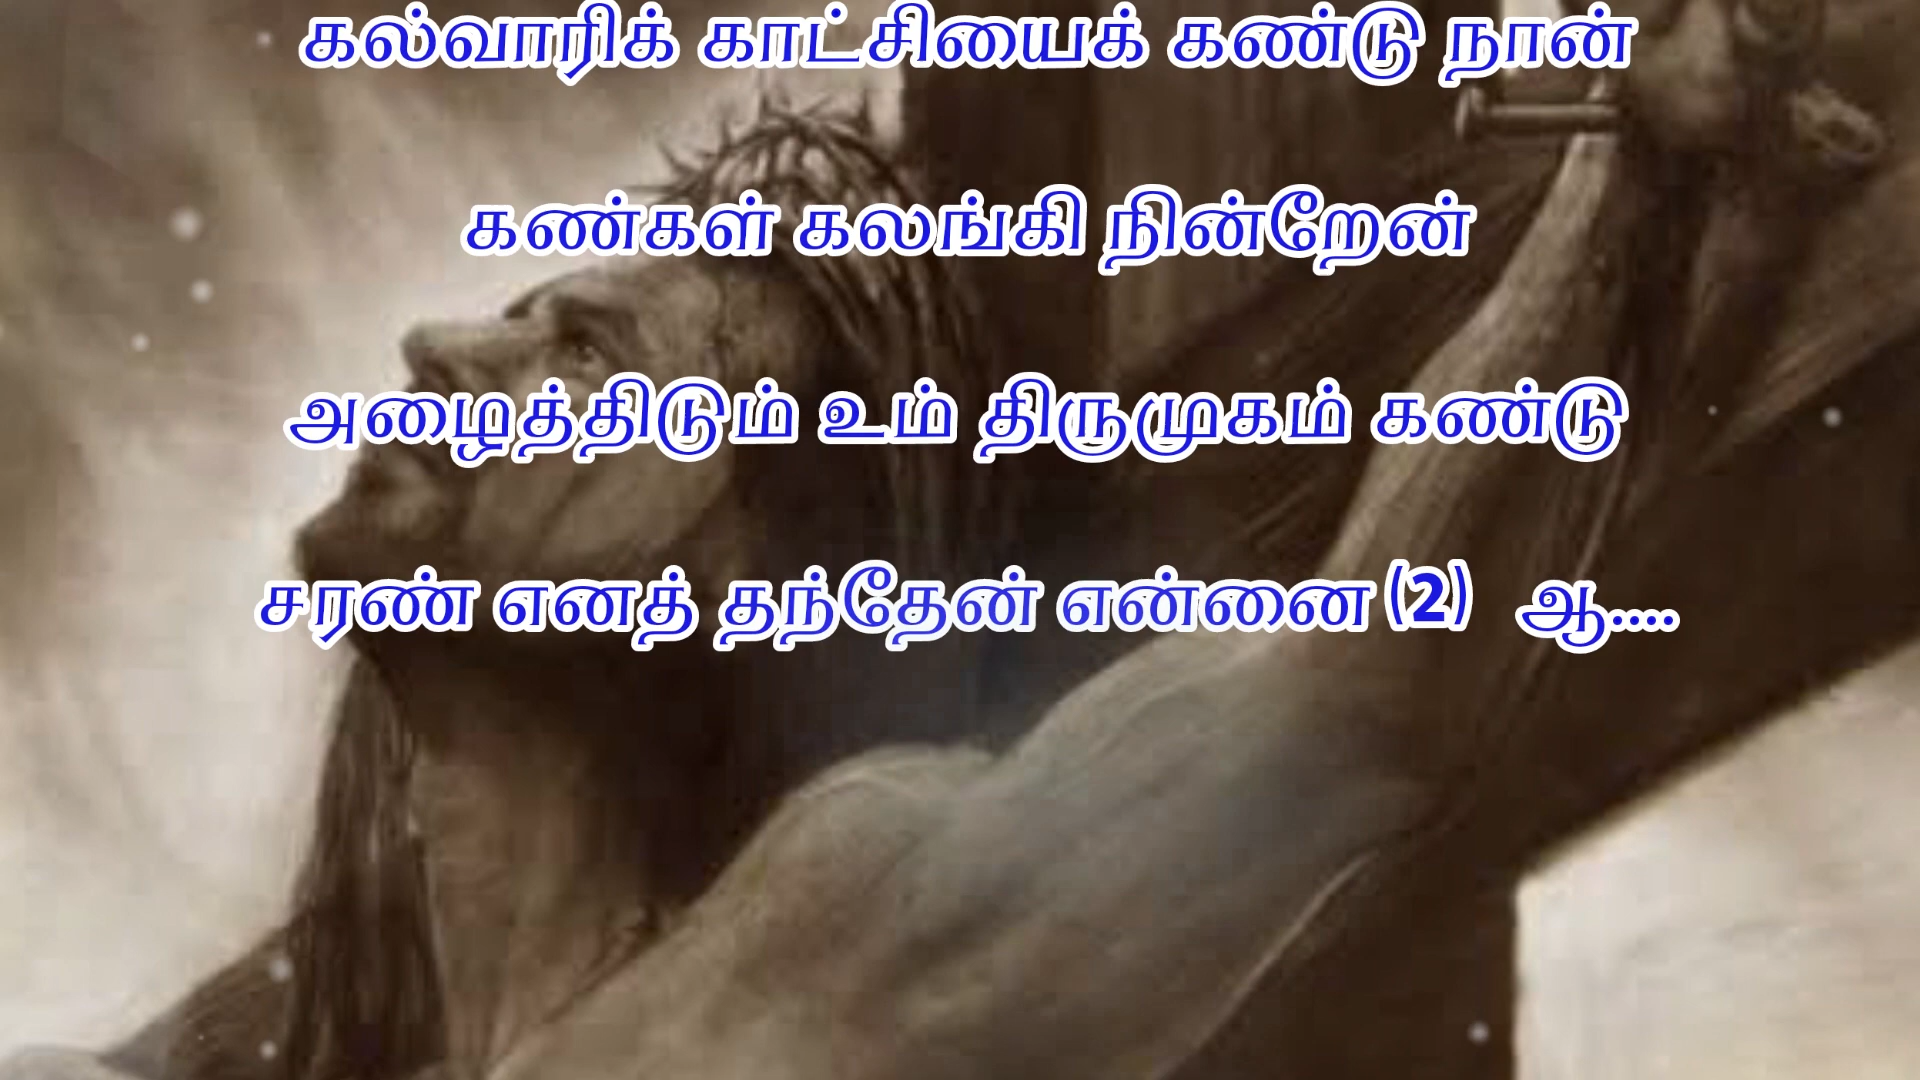 கல்வாரிக் காட்சியைக் கண்டு நான்
கண்கள் கலங்கி நின்றேன்
அழைத்திடும் உம் திருமுகம் கண்டு
சரண் எனத் தந்தேன் என்னை (2) ஆ....